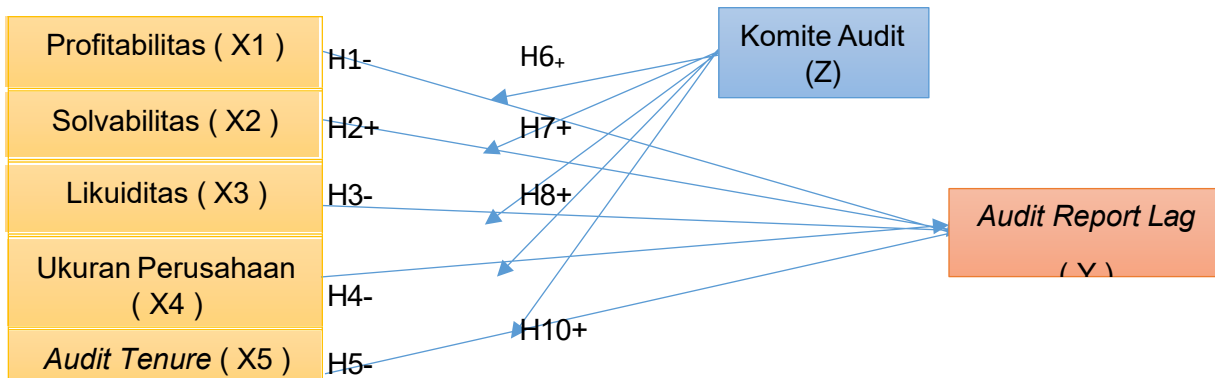 Profitabilitas ( X1 )
Solvabilitas ( X2 )
Likuiditas ( X3 )
Ukuran Perusahaan
( X4 )
Audit Tenure ( X5 )
H1-
H2+
H3-
H4-
H5-
H6+
H7+
H8+
H10+
Komite Audit
(Z)
Audit Report Lag
( Y )